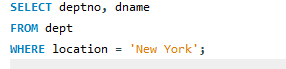 SELECT deptno, dname
FROM dept
WHERE location = 'New York';